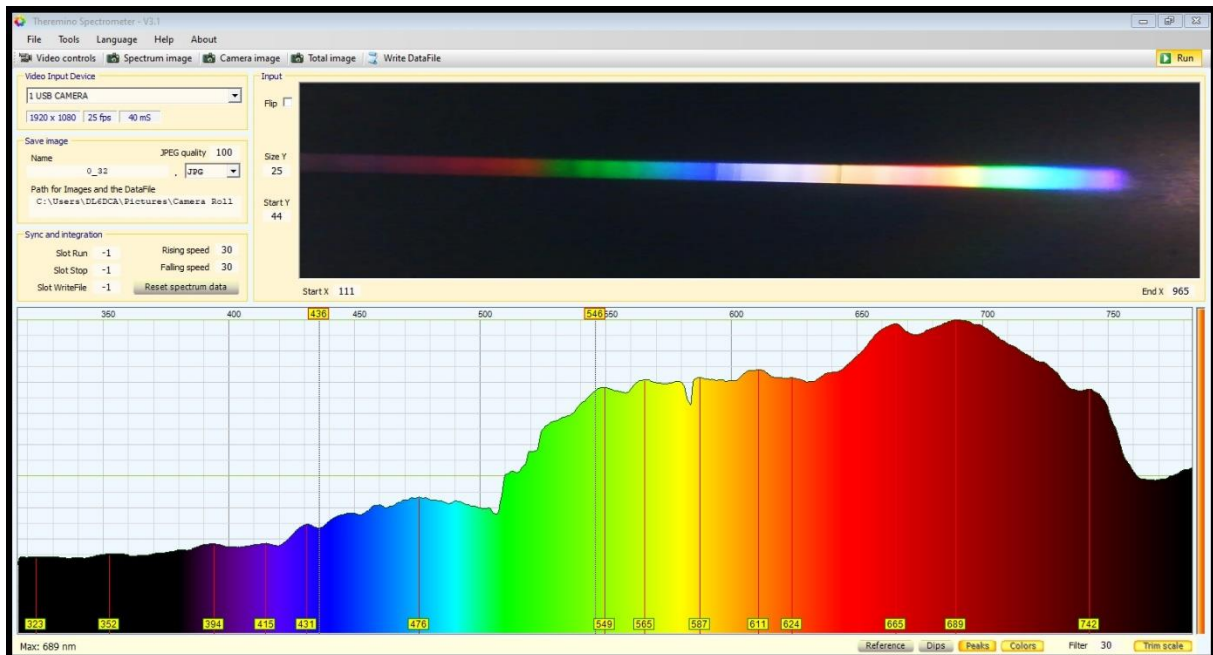 Theremino Spectrometer - V3.1
File Tools Language Help About
Video controls Spectrum image Camera image Total image Write DataFile Run
Video Input Device
1 USB CAMERA
1920 x 1080 25 fps 40 mS
Save image
Name JPEG quality 100
0_32 . JPG
Path for Images and the DataFile
C:\Users\DL6DCA\Pictures\Camera Roll
Sync and integration
Slot Run -1 Rising speed 30
Slot Stop -1 Falling speed 30
Slot WriteFile -1 Reset spectrum data
Input
Flip
Size Y
25
Start Y
44
Start X 111 End X 965
350 400 436 450 500 546 550 600 650 700 750
323 352 394 415 431 476 549 565 587 611 624 665 689 742
Max: 689 nm Reference Dips Peaks Colors Filter 30 Trim scale